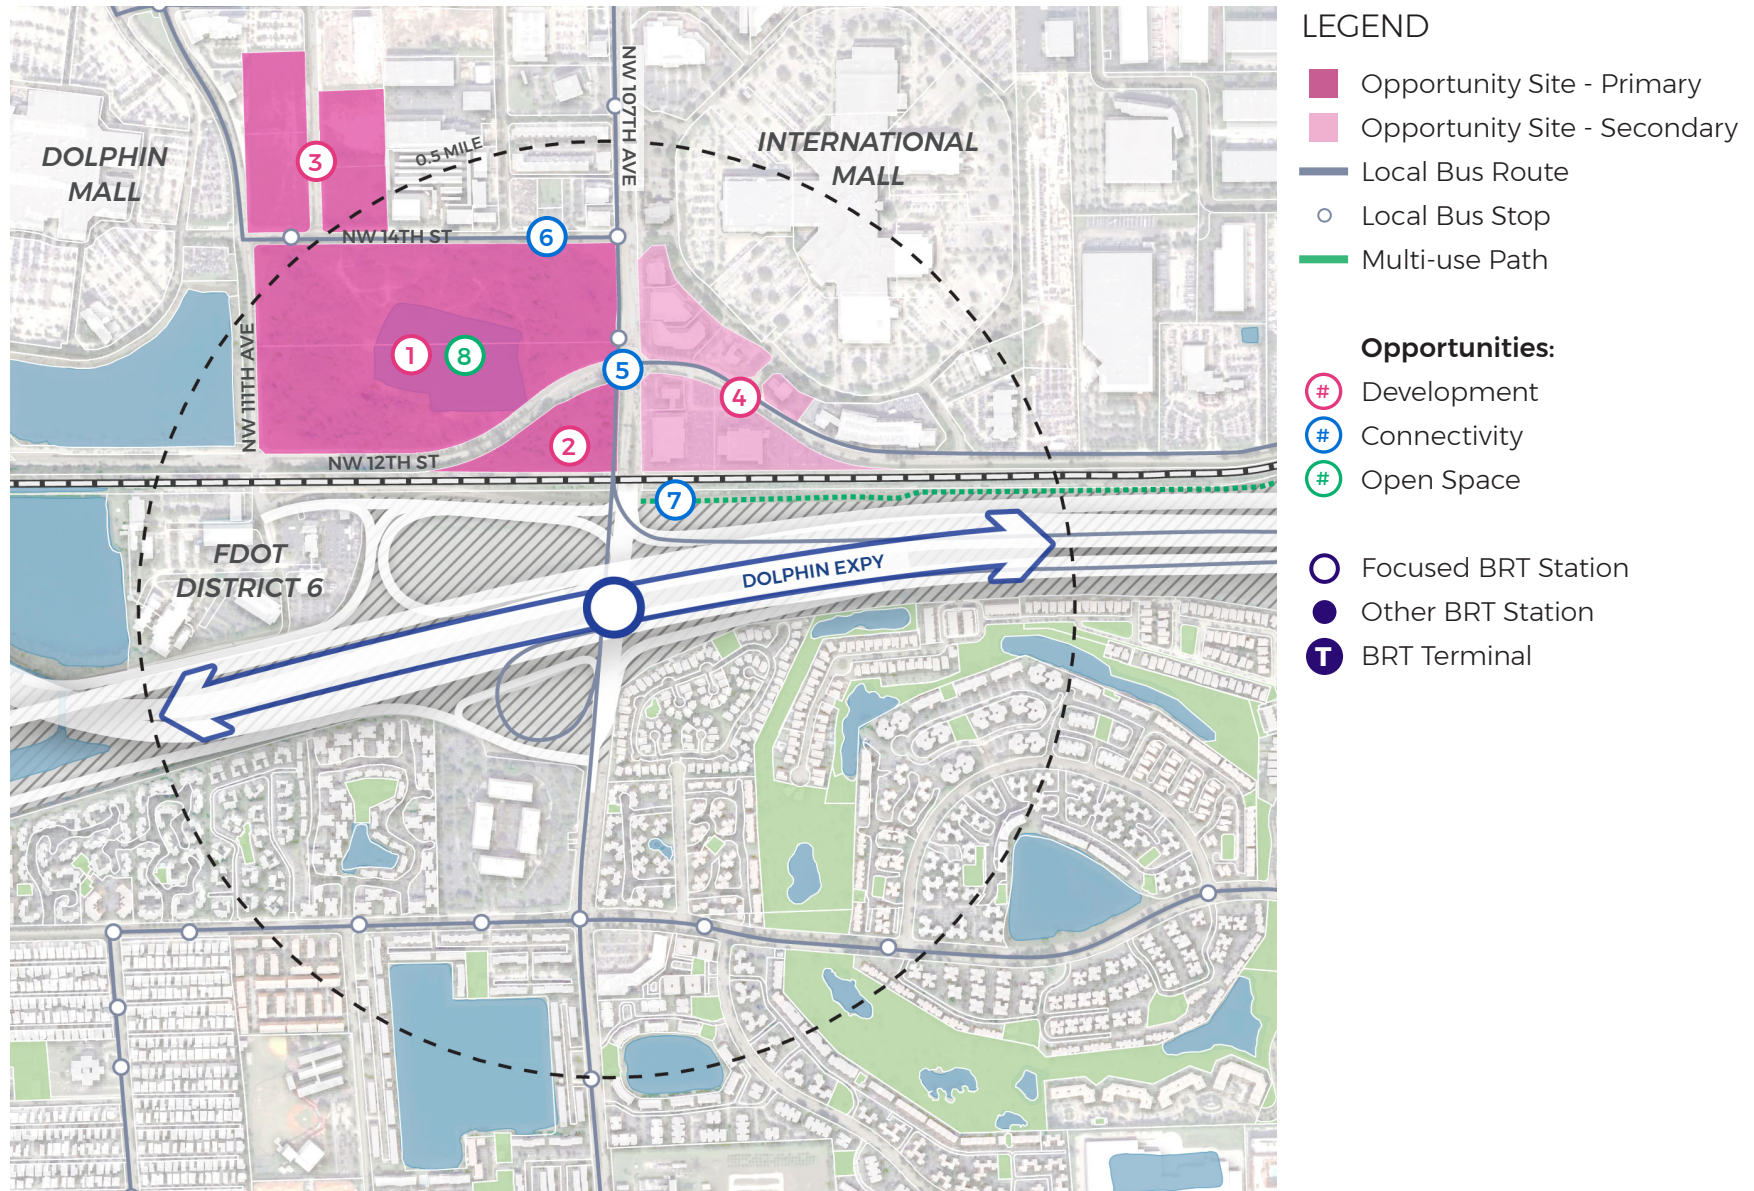 DOLPHIN
MALL
3
0.5 MILE
NW 107TH AVE
INTERNATIONAL
MALL
NW 14TH ST
6
1
8
5
4
NW 111TH AVE
2
NW 12TH ST
7
FDOT
DISTRICT 6
DOLPHIN EXPY
LEGEND
Opportunity Site - Primary
Opportunity Site - Secondary
Local Bus Route
Local Bus Stop
Multi-use Path
Opportunities:
# Development
# Connectivity
# Open Space
Focused BRT Station
Other BRT Station
T BRT Terminal